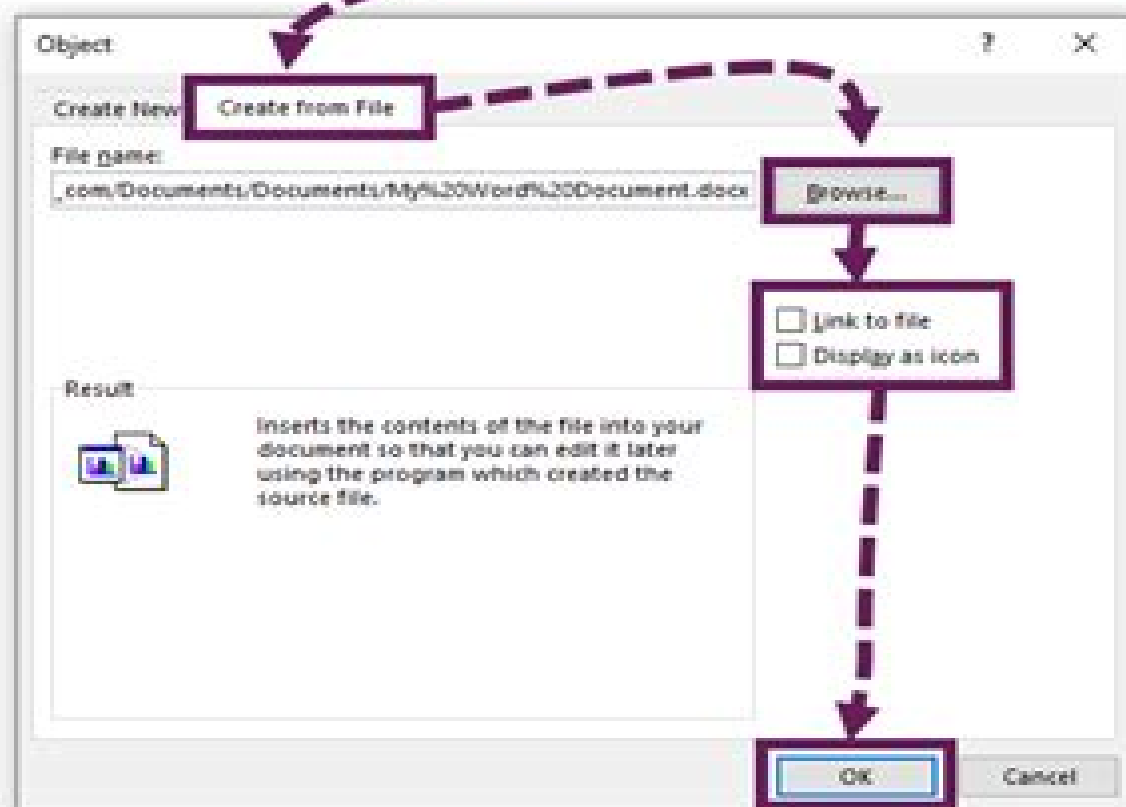 Object
?
Create New
Create from File
File name:
_com/Documents/Documents/My%20Word%20Document.docx
Browse...
Link to file
Display as icon
Result
Inserts the contents of the file into your
document so that you can edit it later
using the program which created the
source file.
OK
Cancel